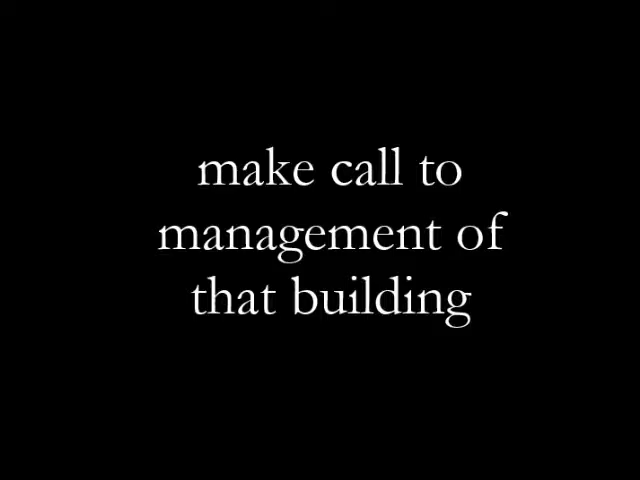 make call to
management of
that building